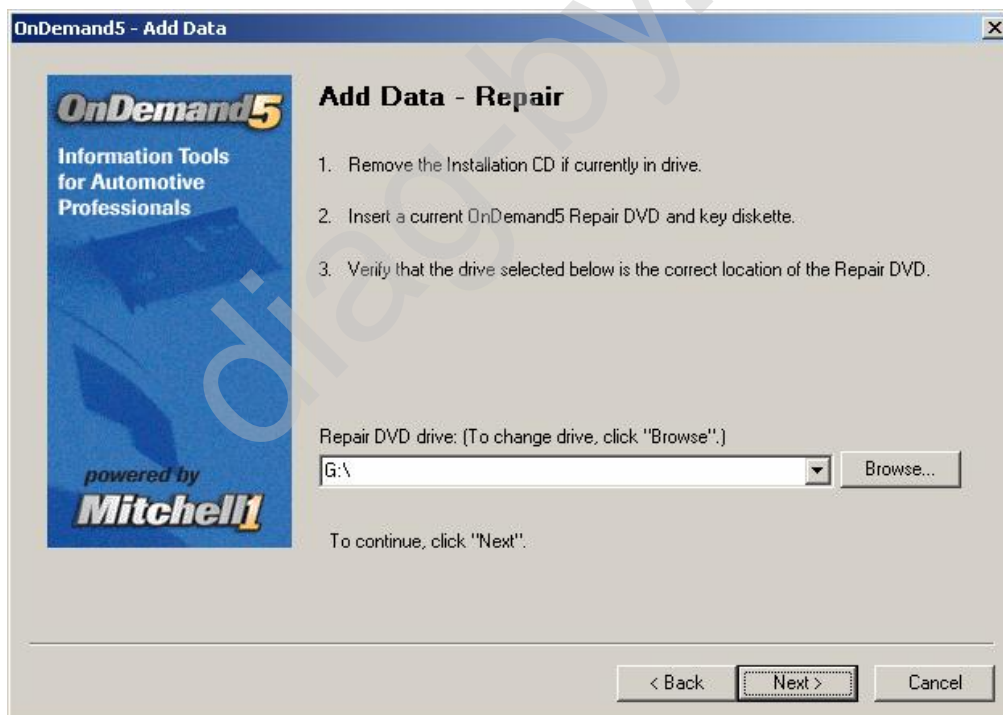 OnDemand5 - Add Data
OnDemand5
Information Tools
for Automotive
Professionals
powered by
Mitchell1
Add Data - Repair
1. Remove the Installation CD if currently in drive.
2. Insert a current OnDemand5 Repair DVD and key diskette.
3. Verify that the drive selected below is the correct location of the Repair DVD.
Repair DVD drive: (To change drive, click "Browse".)
G:\
Browse...
To continue, click "Next".
< Back
Next >
Cancel
diag-by